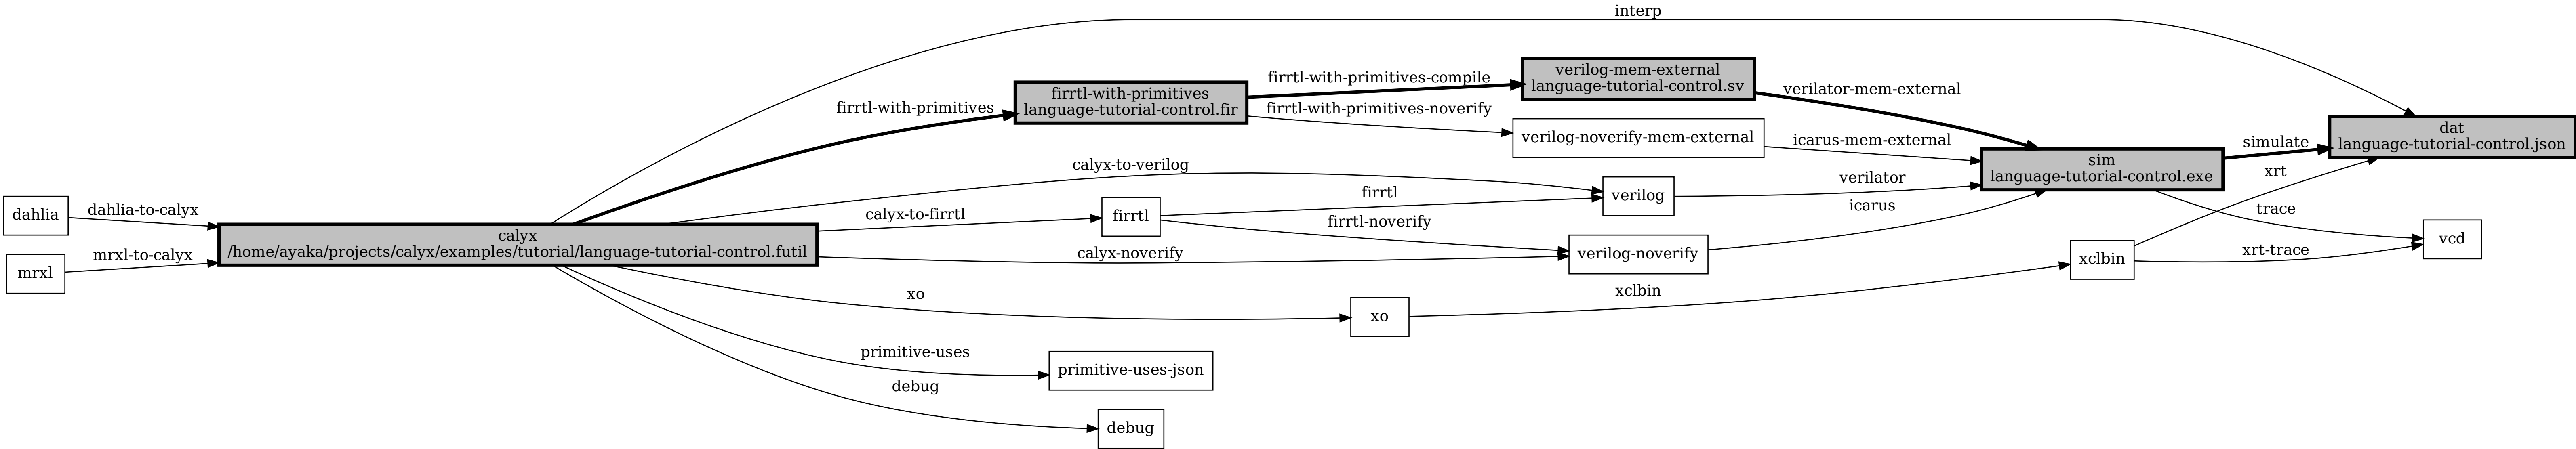 interp
verilog-mem-external
language-tutorial-control.sv
firrtl-with-primitives-compile
verilator-mem-external
firrtl-with-primitives
language-tutorial-control.fir
firrtl-with-primitives
firrtl-with-primitives-noverify
verilog-noverify-mem-external
icarus-mem-external
dat
language-tutorial-control.json
simulate
sim
language-tutorial-control.exe
xrt
calyx-to-verilog
verilator
firrtl
verilog
icarus
dahlia
dahlia-to-calyx
calyx-to-firrtl
firrtl
firrtl-noverify
trace
calyx
/home/ayaka/projects/calyx/examples/tutorial/language-tutorial-control.futil
vcd
mrxl
mrxl-to-calyx
calyx-noverify
verilog-noverify
xclbin
xrt-trace
xo
xo
xclbin
primitive-uses
primitive-uses-json
debug
debug